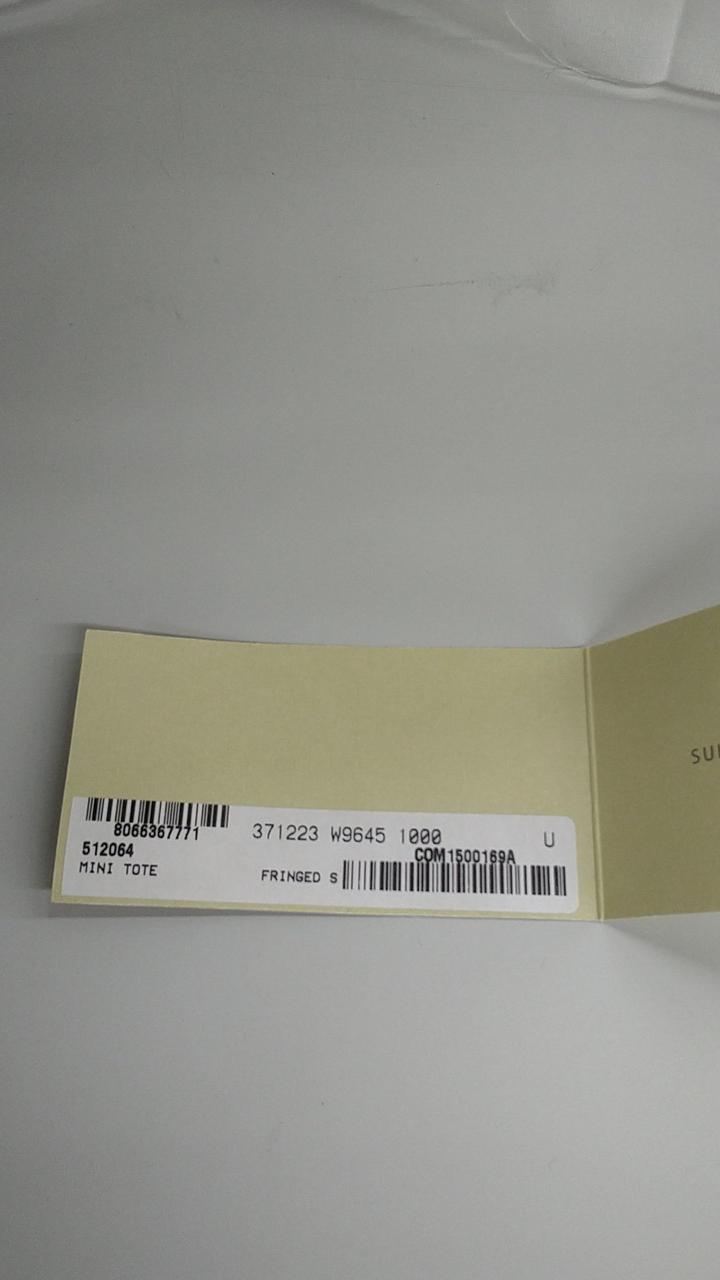 8066367771
371223 W9645 1000 U
512064
COM1500169A
MINI TOTE
FRINGED S